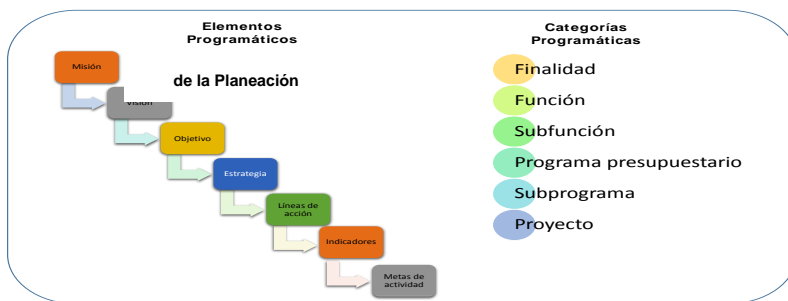 Elementos
Programáticos
de la Planeación
Misión
Visión
Objetivo
Estrategia
Líneas de
acción
Indicadores
Metas de
actividad
Categorías
Programáticas
Finalidad
Función
Subfunción
Programa presupuestario
Subprograma
Proyecto